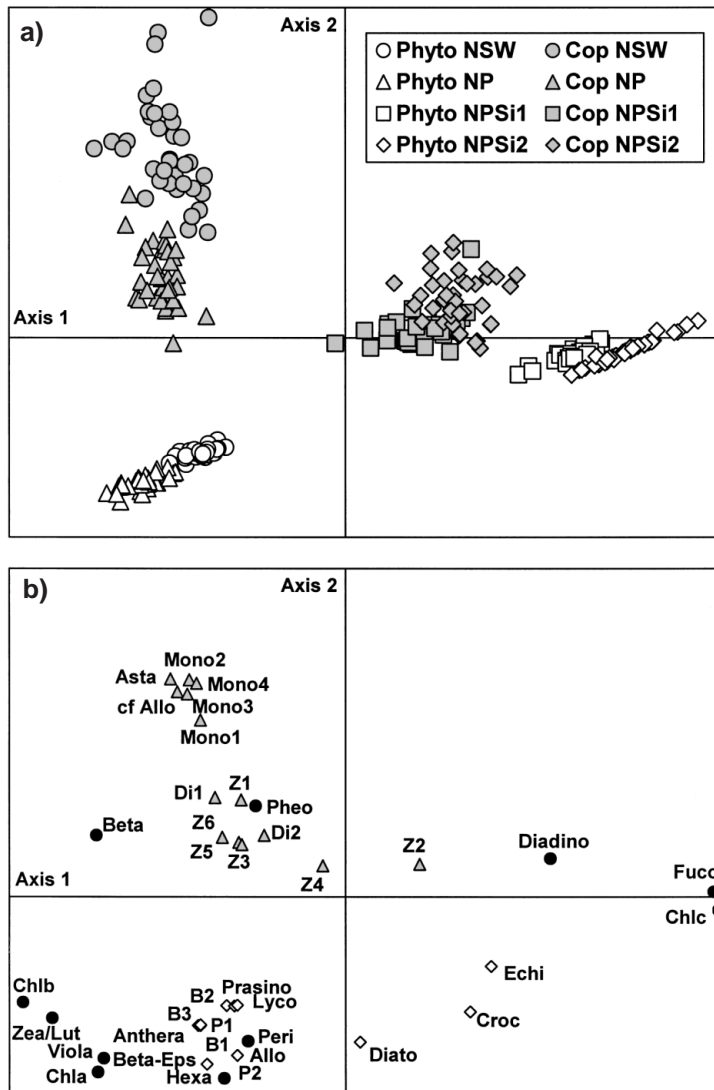 a)
Axis 2
Phyto NSW Cop NSW
Phyto NP Cop NP
Phyto NPSi1 Cop NPSi1
Phyto NPSi2 Cop NPSi2
Axis 1
b)
Axis 2
Mono2
Asta
Mono4
cf Allo
Mono3
Mono1
Di1
Z1
Pheo
Beta
Z6
Di2
Z5
Z3
Z2
Diadino
Axis 1
Z4
Fucc
Chlc
Echi
Chlb
B2
Prasino
Lyco
Croc
Zea/Lut
Anthera
B3
P1
Viola
B1
Peri
Diato
Beta-Eps
Allo
Chla
Hexa
P2